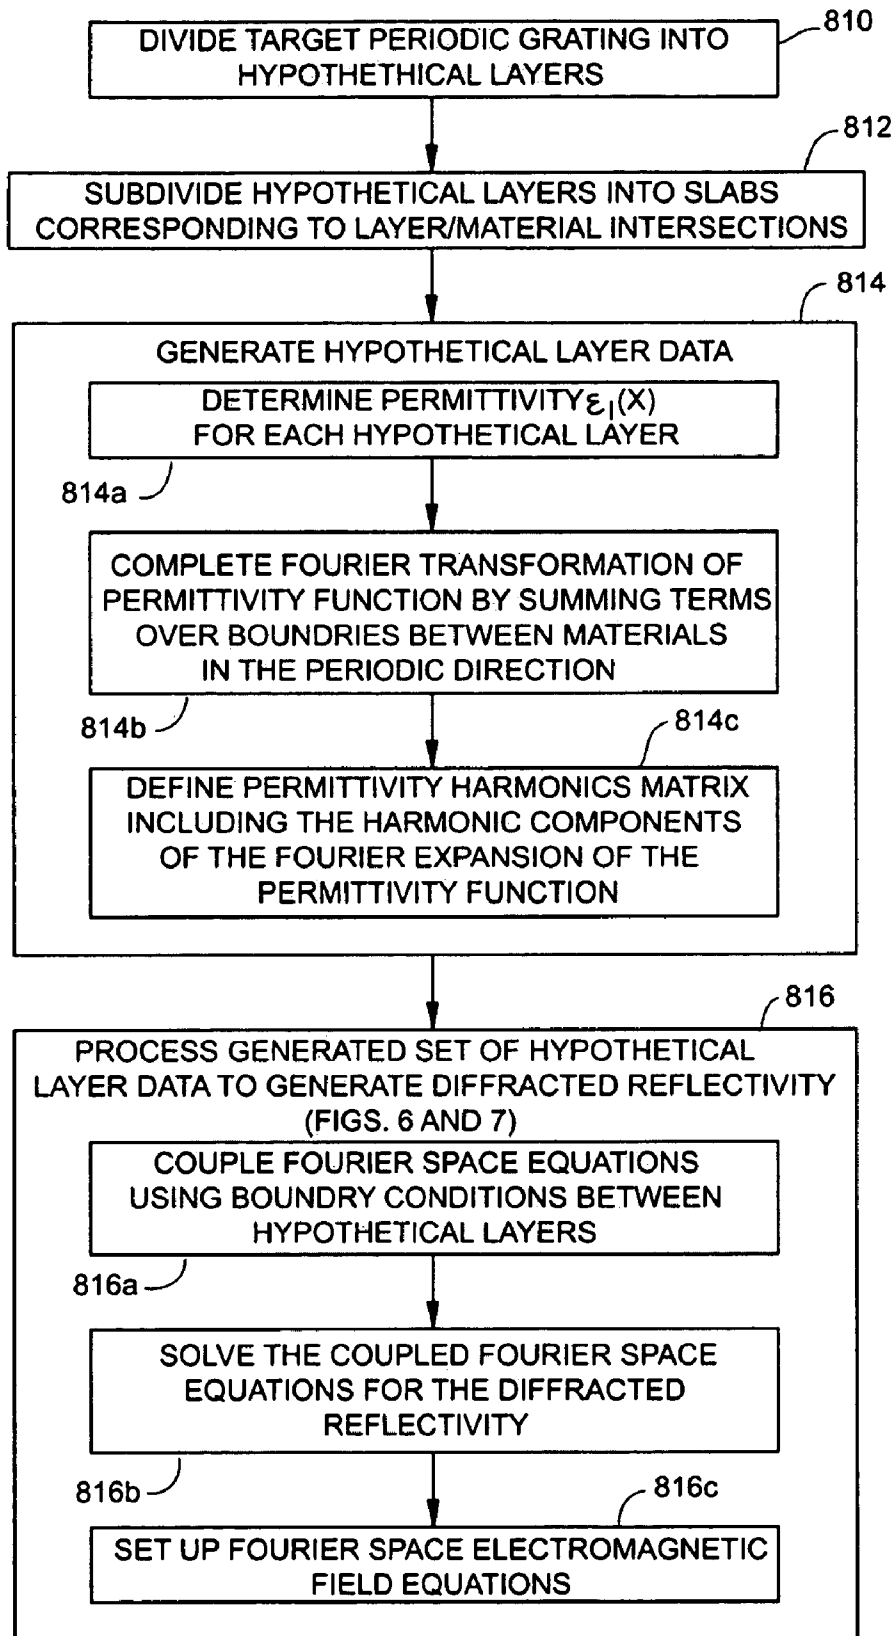 810
DIVIDE TARGET PERIODIC GRATING INTO
HYPOTHETHICAL LAYERS
812
SUBDIVIDE HYPOTHETICAL LAYERS INTO SLABS
CORRESPONDING TO LAYER/MATERIAL INTERSECTIONS
814
GENERATE HYPOTHETICAL LAYER DATA
DETERMINE PERMITTIVITY ε_l(X)
FOR EACH HYPOTHETICAL LAYER
814a
COMPLETE FOURIER TRANSFORMATION OF
PERMITTIVITY FUNCTION BY SUMMING TERMS
OVER BOUNDRIES BETWEEN MATERIALS
IN THE PERIODIC DIRECTION
814b
814c
DEFINE PERMITTIVITY HARMONICS MATRIX
INCLUDING THE HARMONIC COMPONENTS
OF THE FOURIER EXPANSION OF THE
PERMITTIVITY FUNCTION
816
PROCESS GENERATED SET OF HYPOTHETICAL
LAYER DATA TO GENERATE DIFFRACTED REFLECTIVITY
(FIGS. 6 AND 7)
COUPLE FOURIER SPACE EQUATIONS
USING BOUNDRY CONDITIONS BETWEEN
HYPOTHETICAL LAYERS
816a
SOLVE THE COUPLED FOURIER SPACE
EQUATIONS FOR THE DIFFRACTED
REFLECTIVITY
816b
816c
SET UP FOURIER SPACE ELECTROMAGNETIC
FIELD EQUATIONS